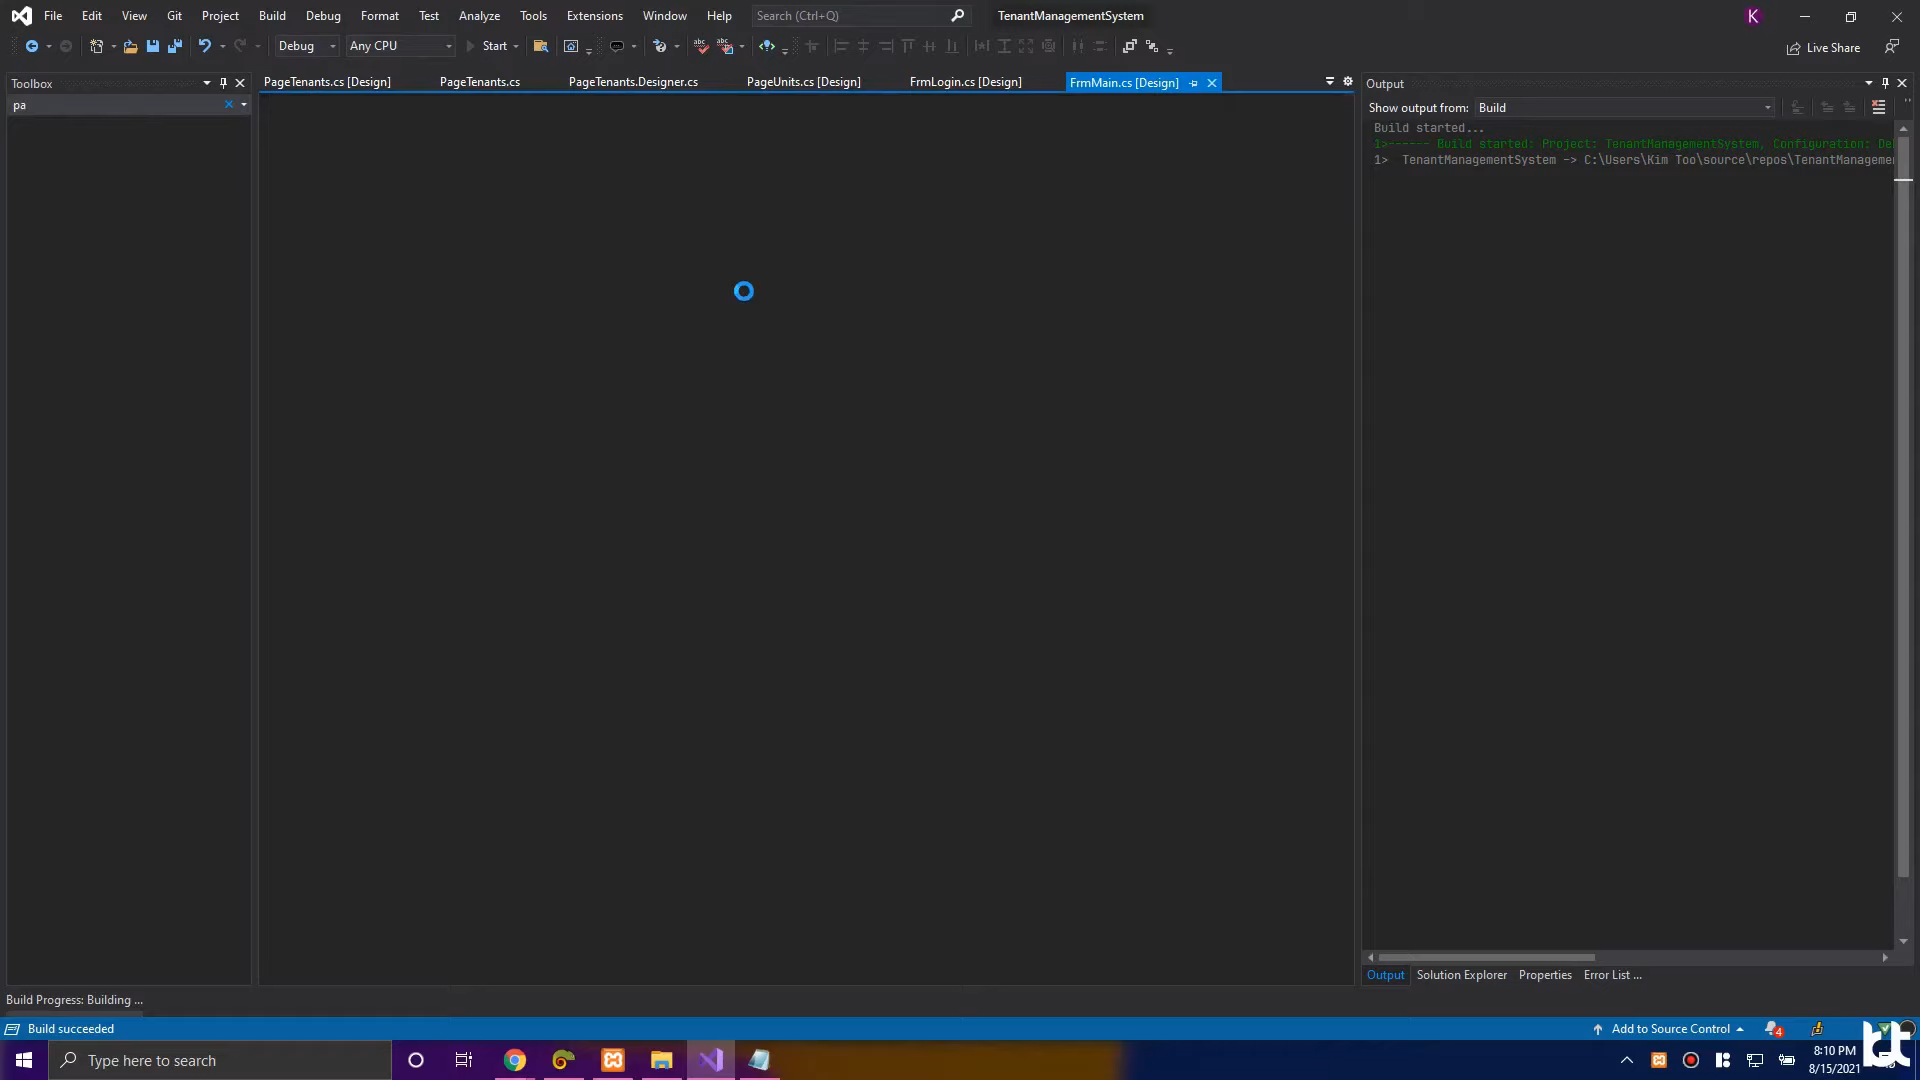 File Edit View Git Project Build Debug Format Test Analyze Tools Extensions Window Help Search (Ctrl+Q) TenantManagementSystem K
Debug Any CPU Start Live Share
Toolbox
pa
PageTenants.cs [Design] PageTenants.cs PageTenants.Designer.cs PageUnits.cs [Design] FrmLogin.cs [Design] FrmMain.cs [Design]
Output
Show output from: Build
Build started...
1>------ Build started: Project: TenantManagementSystem, Configuration: De
1> TenantManagementSystem -> C:\Users\Kim Too\source\repos\TenantManageme
Output Solution Explorer Properties Error List ...
Build Progress: Building ...
Build succeeded
Add to Source Control 4
Type here to search
8:10 PM
8/15/2021